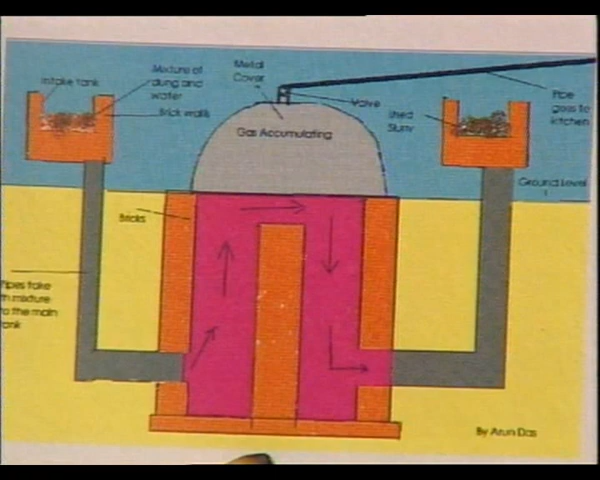 Intake tank
Mixture of
dung and
water
Brick walls
Metal
Cover
Valve
Gas Accumulating
Used
Slurry
Pipe
goes to
kitchen
Ground Level
Bricks
Pipes take
mixture
to the main
tank
By Arun Das